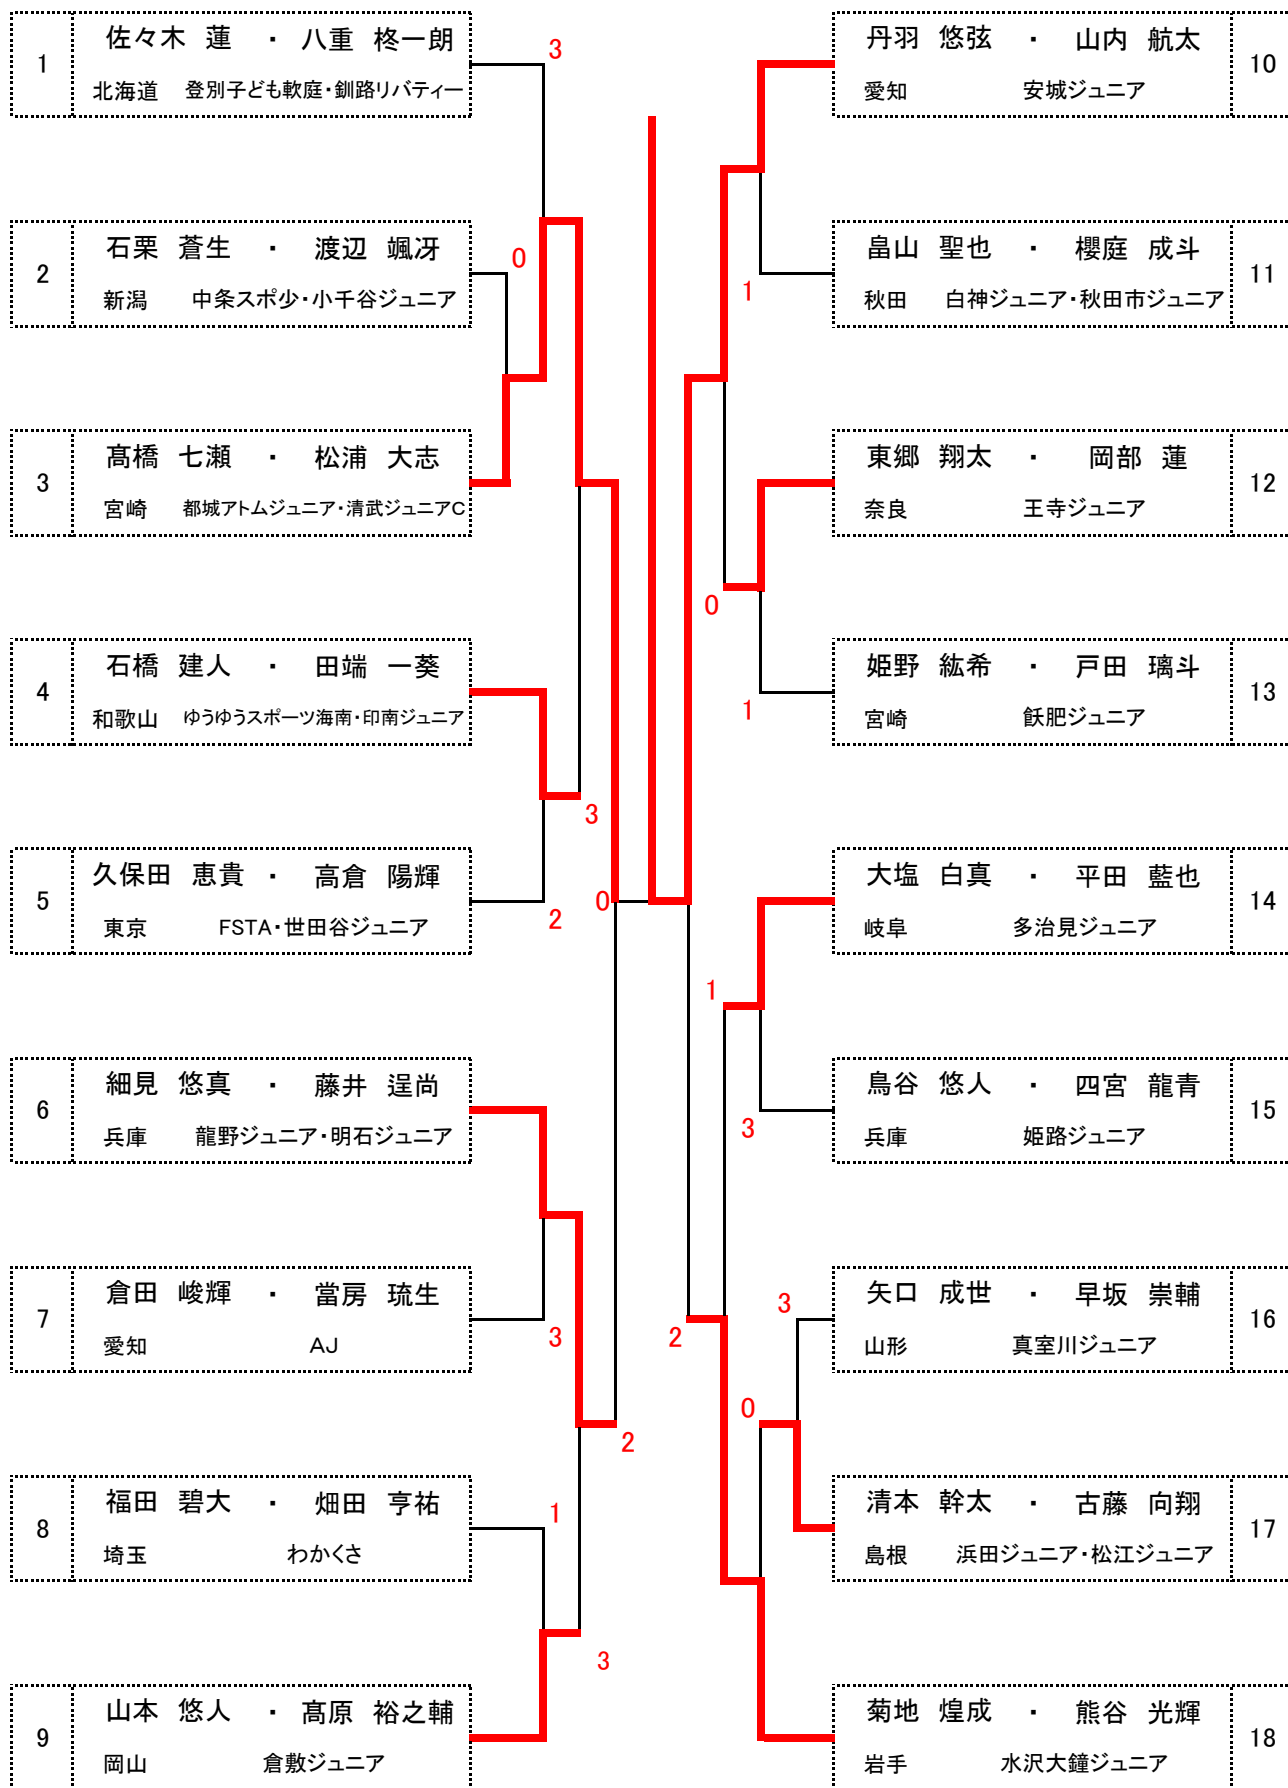 1
佐々木 蓮 ・ 八重 柊一朗
北海道 登別子ども軟庭・釧路リバティー
3
2
石栗 蒼生 ・ 渡辺 颯冴
新潟 中条スポ少・小千谷ジュニア
0
3
髙橋 七瀬 ・ 松浦 大志
宮崎 都城アトムジュニア・清武ジュニアC
4
石橋 建人 ・ 田端 一葵
和歌山 ゆうゆうスポーツ海南・印南ジュニア
3
5
久保田 恵貴 ・ 高倉 陽輝
東京 FSTA・世田谷ジュニア
2
0
6
細見 悠真 ・ 藤井 逞尚
兵庫 龍野ジュニア・明石ジュニア
7
倉田 峻輝 ・ 當房 琉生
愛知 AJ
3
2
8
福田 碧大 ・ 畑田 亨祐
埼玉 わかくさ
1
3
9
山本 悠人 ・ 髙原 裕之輔
岡山 倉敷ジュニア
丹羽 悠弦 ・ 山内 航太
愛知 安城ジュニア
10
畠山 聖也 ・ 櫻庭 成斗
秋田 白神ジュニア・秋田市ジュニア
11
1
東郷 翔太 ・ 岡部 蓮
奈良 王寺ジュニア
12
0
姫野 紘希 ・ 戸田 璃斗
宮崎 飫肥ジュニア
13
1
大塩 白真 ・ 平田 藍也
岐阜 多治見ジュニア
14
1
鳥谷 悠人 ・ 四宮 龍青
兵庫 姫路ジュニア
15
3
矢口 成世 ・ 早坂 崇輔
山形 真室川ジュニア
16
3
2
0
清本 幹太 ・ 古藤 向翔
島根 浜田ジュニア・松江ジュニア
17
菊地 煌成 ・ 熊谷 光輝
岩手 水沢大鐘ジュニア
18